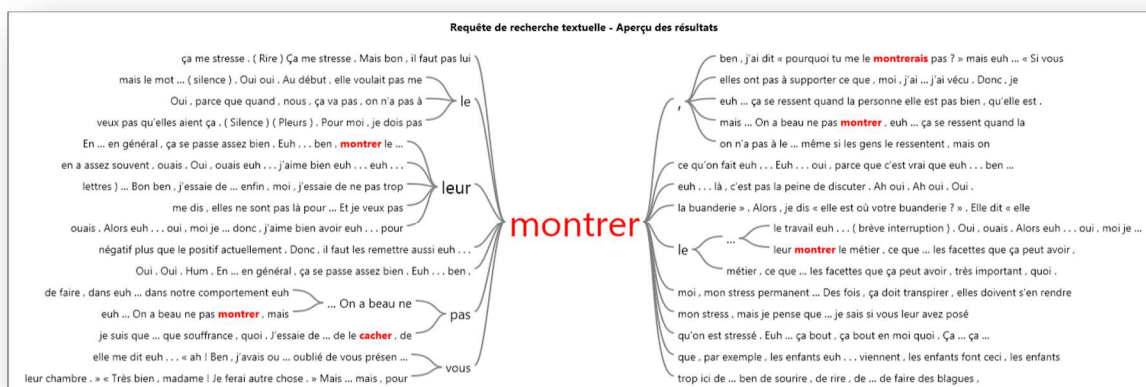 Requête de recherche textuelle - Aperçu des résultats
ça me stresse . ( Rire ) Ça me stresse . Mais bon , il faut pas lui
mais le mot ... ( silence ) . Oui oui . Au début , elle voulait pas me
Oui , parce que quand , nous , ça va pas , on n'a pas à
le
veux pas qu'elles aient ça . ( Silence ) ( Pleurs ) . Pour moi , je dois pas
En ... en général , ça se passe assez bien . Euh . . . ben , montrer le ...
en a assez souvent , ouais . Oui , ouais euh . . . j'aime bien euh . . . euh . . .
lettres ) ... Bon ben , j'essaie de ... enfin , moi , j'essaie de ne pas trop
leur
me dis , elles ne sont pas là pour ... Et je veux pas
ouais . Alors euh . . . oui , moi je ... donc , j'aime bien avoir euh . . . pour
négatif plus que le positif actuellement . Donc , il faut les remettre aussi euh . . .
Oui . Oui . Hum . En ... en général , ça se passe assez bien . Euh . . . ben ,
de faire , dans euh ... dans notre comportement euh
... On a beau ne
euh ... On a beau ne pas montrer , mais
pas
je suis que ... que souffrance , quoi . J'essaie de ... de le cacher , de
elle me dit euh . . . « ah ! Ben , j'avais ou ... oublié de vous présen ...
vous
leur chambre . » « Très bien , madame ! Je ferai autre chose . » Mais ... mais , pour
montrer
ben , j'ai dit « pourquoi tu me le montrerais pas ? » mais euh ... « Si vous
elles ont pas à supporter ce que , moi , j'ai ... j'ai vécu . Donc , je
,
euh ... ça se ressent quand la personne elle est pas bien , qu'elle est .
mais ... On a beau ne pas montrer , euh ... ça se ressent quand la
on n'a pas à le ... même si les gens le ressentent , mais on
ce qu'on fait euh . . . Euh . . . oui , parce que c'est vrai que euh . . . ben ...
euh . . . là , c'est pas la peine de discuter . Ah oui . Ah oui . Oui .
la buanderie » . Alors , je dis « elle est où votre buanderie ? » . Elle dit « elle
le travail euh . . . ( brève interruption ) . Oui , ouais . Alors euh . . . oui , moi je ...
...
le
leur montrer le métier , ce que ... les facettes que ça peut avoir ,
métier , ce que ... les facettes que ça peut avoir , très important , quoi .
moi , mon stress permanent ... Des fois , ça doit transpirer , elles doivent s'en rendre
mon stress , mais je pense que ... je sais si vous leur avez posé
qu'on est stressé . Euh ... ça bout , ça bout en moi quoi . Ça ... ça ...
que , par exemple , les enfants euh . . . viennent , les enfants font ceci , les enfants
trop ici de ... ben de sourire , de rire , de ... de faire des blagues ,